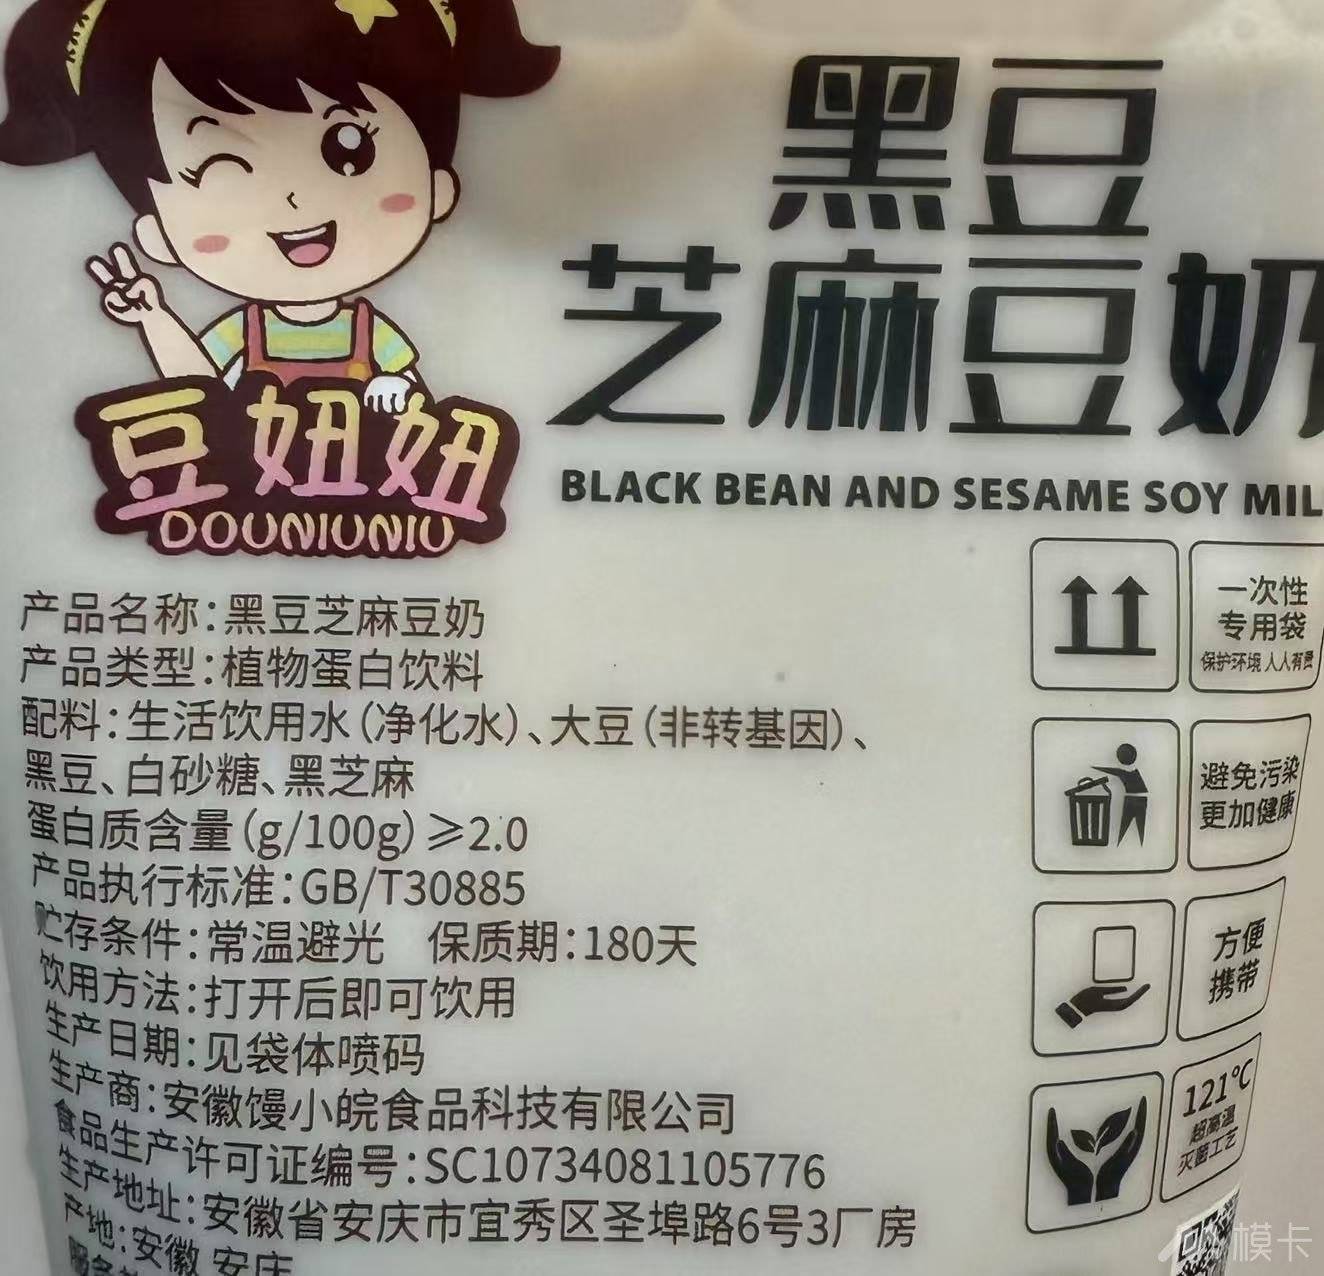 黑豆
芝麻豆奶
BLACK BEAN AND SESAME SOY MIL
豆妞妞
DOUNIUNIU
产品名称：黑豆芝麻豆奶
产品类型：植物蛋白饮料
配料：生活饮用水（净化水）、大豆（非转基因）、
黑豆、白砂糖、黑芝麻
蛋白质含量（g/100g）≥2.0
产品执行标准：GB/T30885
贮存条件：常温避光 保质期：180天
饮用方法：打开后即可饮用
生产日期：见袋体喷码
生产商：安徽馒小皖食品科技有限公司
食品生产许可证编号：SC10734081105776
生产地址：安徽省安庆市宜秀区圣埠路6号3厂房
产地：安徽 安庆
一次性
专用袋
保护环境 人人有责
避免污染
更加健康
方便
携带
121℃
超高温
灭菌工艺
模卡